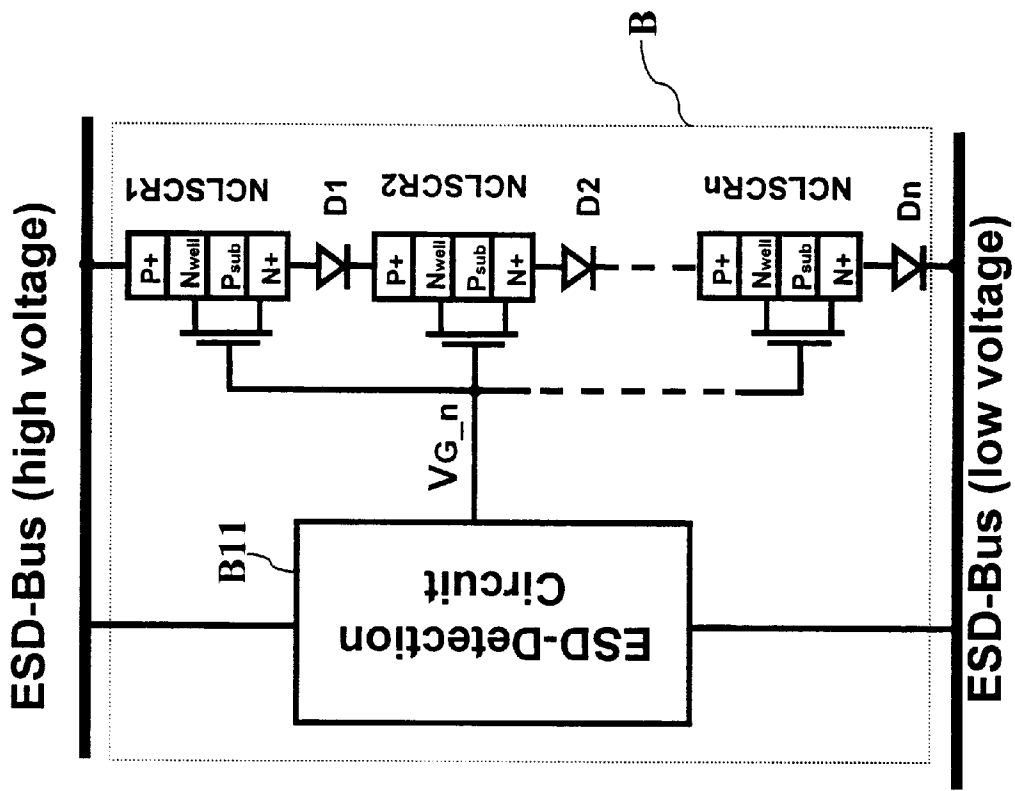 ESD-Bus (high voltage)
B
NCLSCR1
P+
Nwell
Psub
N+
D1
NCLSCR2
P+
Nwell
Psub
N+
D2
NCLSCRn
P+
Nwell
Psub
N+
Dn
VG_n
B11
ESD-Detection
Circuit
ESD-Bus (low voltage)